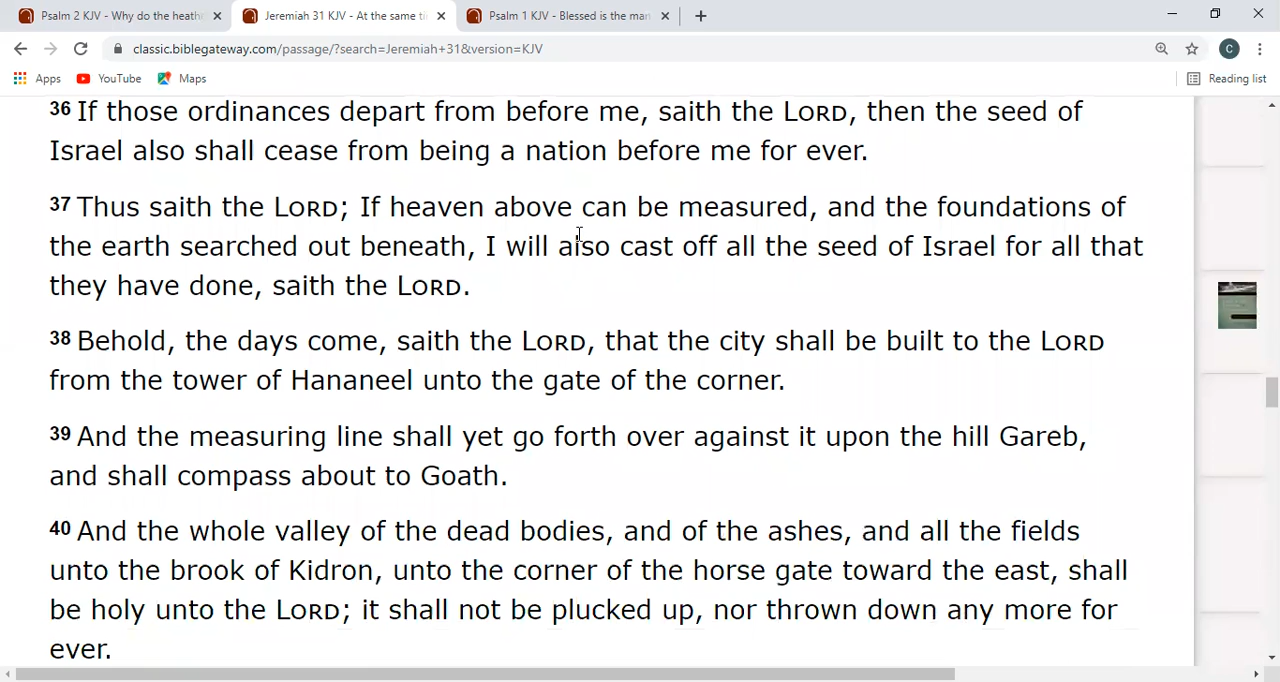 Psalm 2 KJV - Why do the heath
Jeremiah 31 KJV - At the same ti
Psalm 1 KJV - Blessed is the man
classic.biblegateway.com/passage/?search=Jeremiah+31&version=KJV
C
Apps YouTube Maps Reading list
36 If those ordinances depart from before me, saith the LORD, then the seed of
Israel also shall cease from being a nation before me for ever.
37 Thus saith the LORD; If heaven above can be measured, and the foundations of
the earth searched out beneath, I will also cast off all the seed of Israel for all that
they have done, saith the LORD.
38 Behold, the days come, saith the LORD, that the city shall be built to the LORD
from the tower of Hananeel unto the gate of the corner.
39 And the measuring line shall yet go forth over against it upon the hill Gareb,
and shall compass about to Goath.
40 And the whole valley of the dead bodies, and of the ashes, and all the fields
unto the brook of Kidron, unto the corner of the horse gate toward the east, shall
be holy unto the LORD; it shall not be plucked up, nor thrown down any more for
ever.